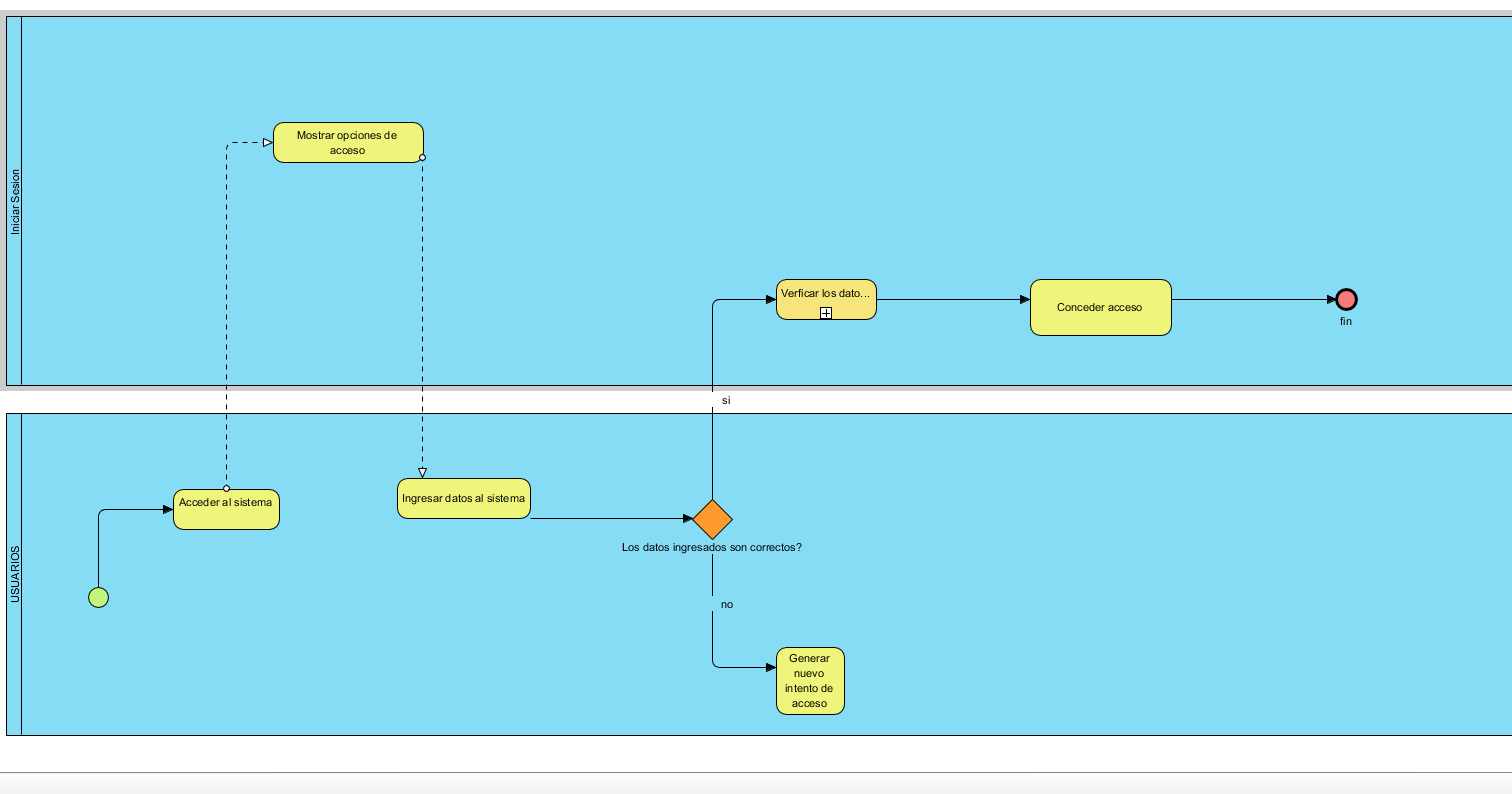 Iniciar Sesion
Mostrar opciones de
acceso
Verficar los dato...
Conceder acceso
fin
si
USUARIOS
Acceder al sistema
Ingresar datos al sistema
Los datos ingresados son correctos?
no
Generar
nuevo
intento de
acceso